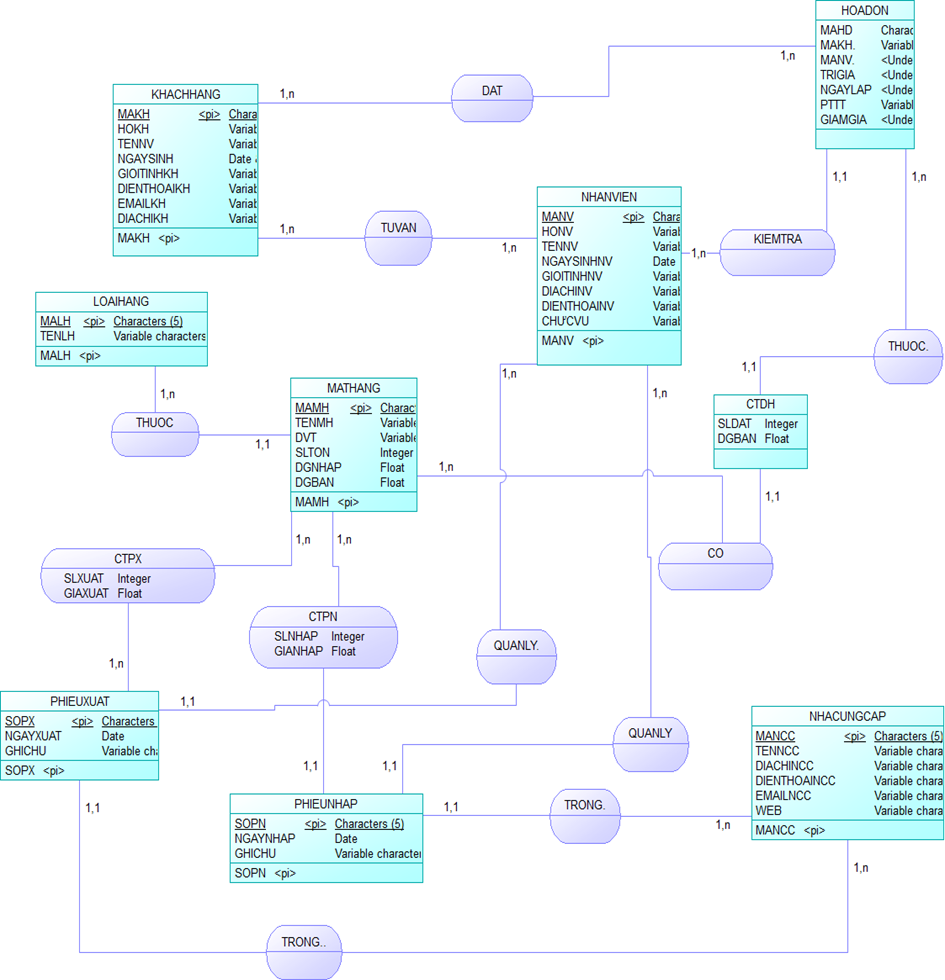 HOADON
MAHD Charac
MAKH. Variabl
MANV. <Unde
TRIGIA <Unde
NGAYLAP <Unde
PTTT Variabl
GIAMGIA <Unde
1,n
DAT
1,n
KHACHHANG
MAKH <pi> Chara
HOKH Variab
TENNV Variab
NGAYSINH Date
GIOITINHKH Variab
DIENTHOAIKH Variab
EMAILKH Variab
DIACHIKH Variab
MAKH <pi>
1,n
TUVAN
1,n
NHANVIEN
MANV <pi> Chara
HONV Variab
TENNV Variab
NGAYSINHNV Date
GIOITINHNV Variab
DIACHINV Variab
DIENTHOAINV Variab
CHƯCVU Variab
MANV <pi>
1,1
1,n
1,n
KIEMTRA
THUOC.
1,1
LOAIHANG
MALH <pi> Characters (5)
TENLH Variable characters
MALH <pi>
1,n
THUOC
1,1
1,n
1,n
MATHANG
MAMH <pi> Charac
TENMH Variable
DVT Variable
SLTON Integer
DGNHAP Float
DGBAN Float
MAMH <pi>
CTDH
SLDAT Integer
DGBAN Float
1,n
1,1
CO
1,n
1,n
CTPX
SLXUAT Integer
GIAXUAT Float
CTPN
SLNHAP Integer
GIANHAP Float
QUANLY.
1,n
1,1
PHIEUXUAT
SOPX <pi> Characters
NGAYXUAT Date
GHICHU Variable cha
SOPX <pi>
QUANLY
NHACUNGCAP
MANCC <pi> Characters (5)
TENNCC Variable chara
DIACHINCC Variable chara
DIENTHOAINCC Variable chara
EMAILNCC Variable chara
WEB Variable chara
MANCC <pi>
1,1
1,1
PHIEUNHAP
SOPN <pi> Characters (5)
NGAYNHAP Date
GHICHU Variable character
SOPN <pi>
1,1
TRONG.
1,n
1,1
1,n
TRONG..